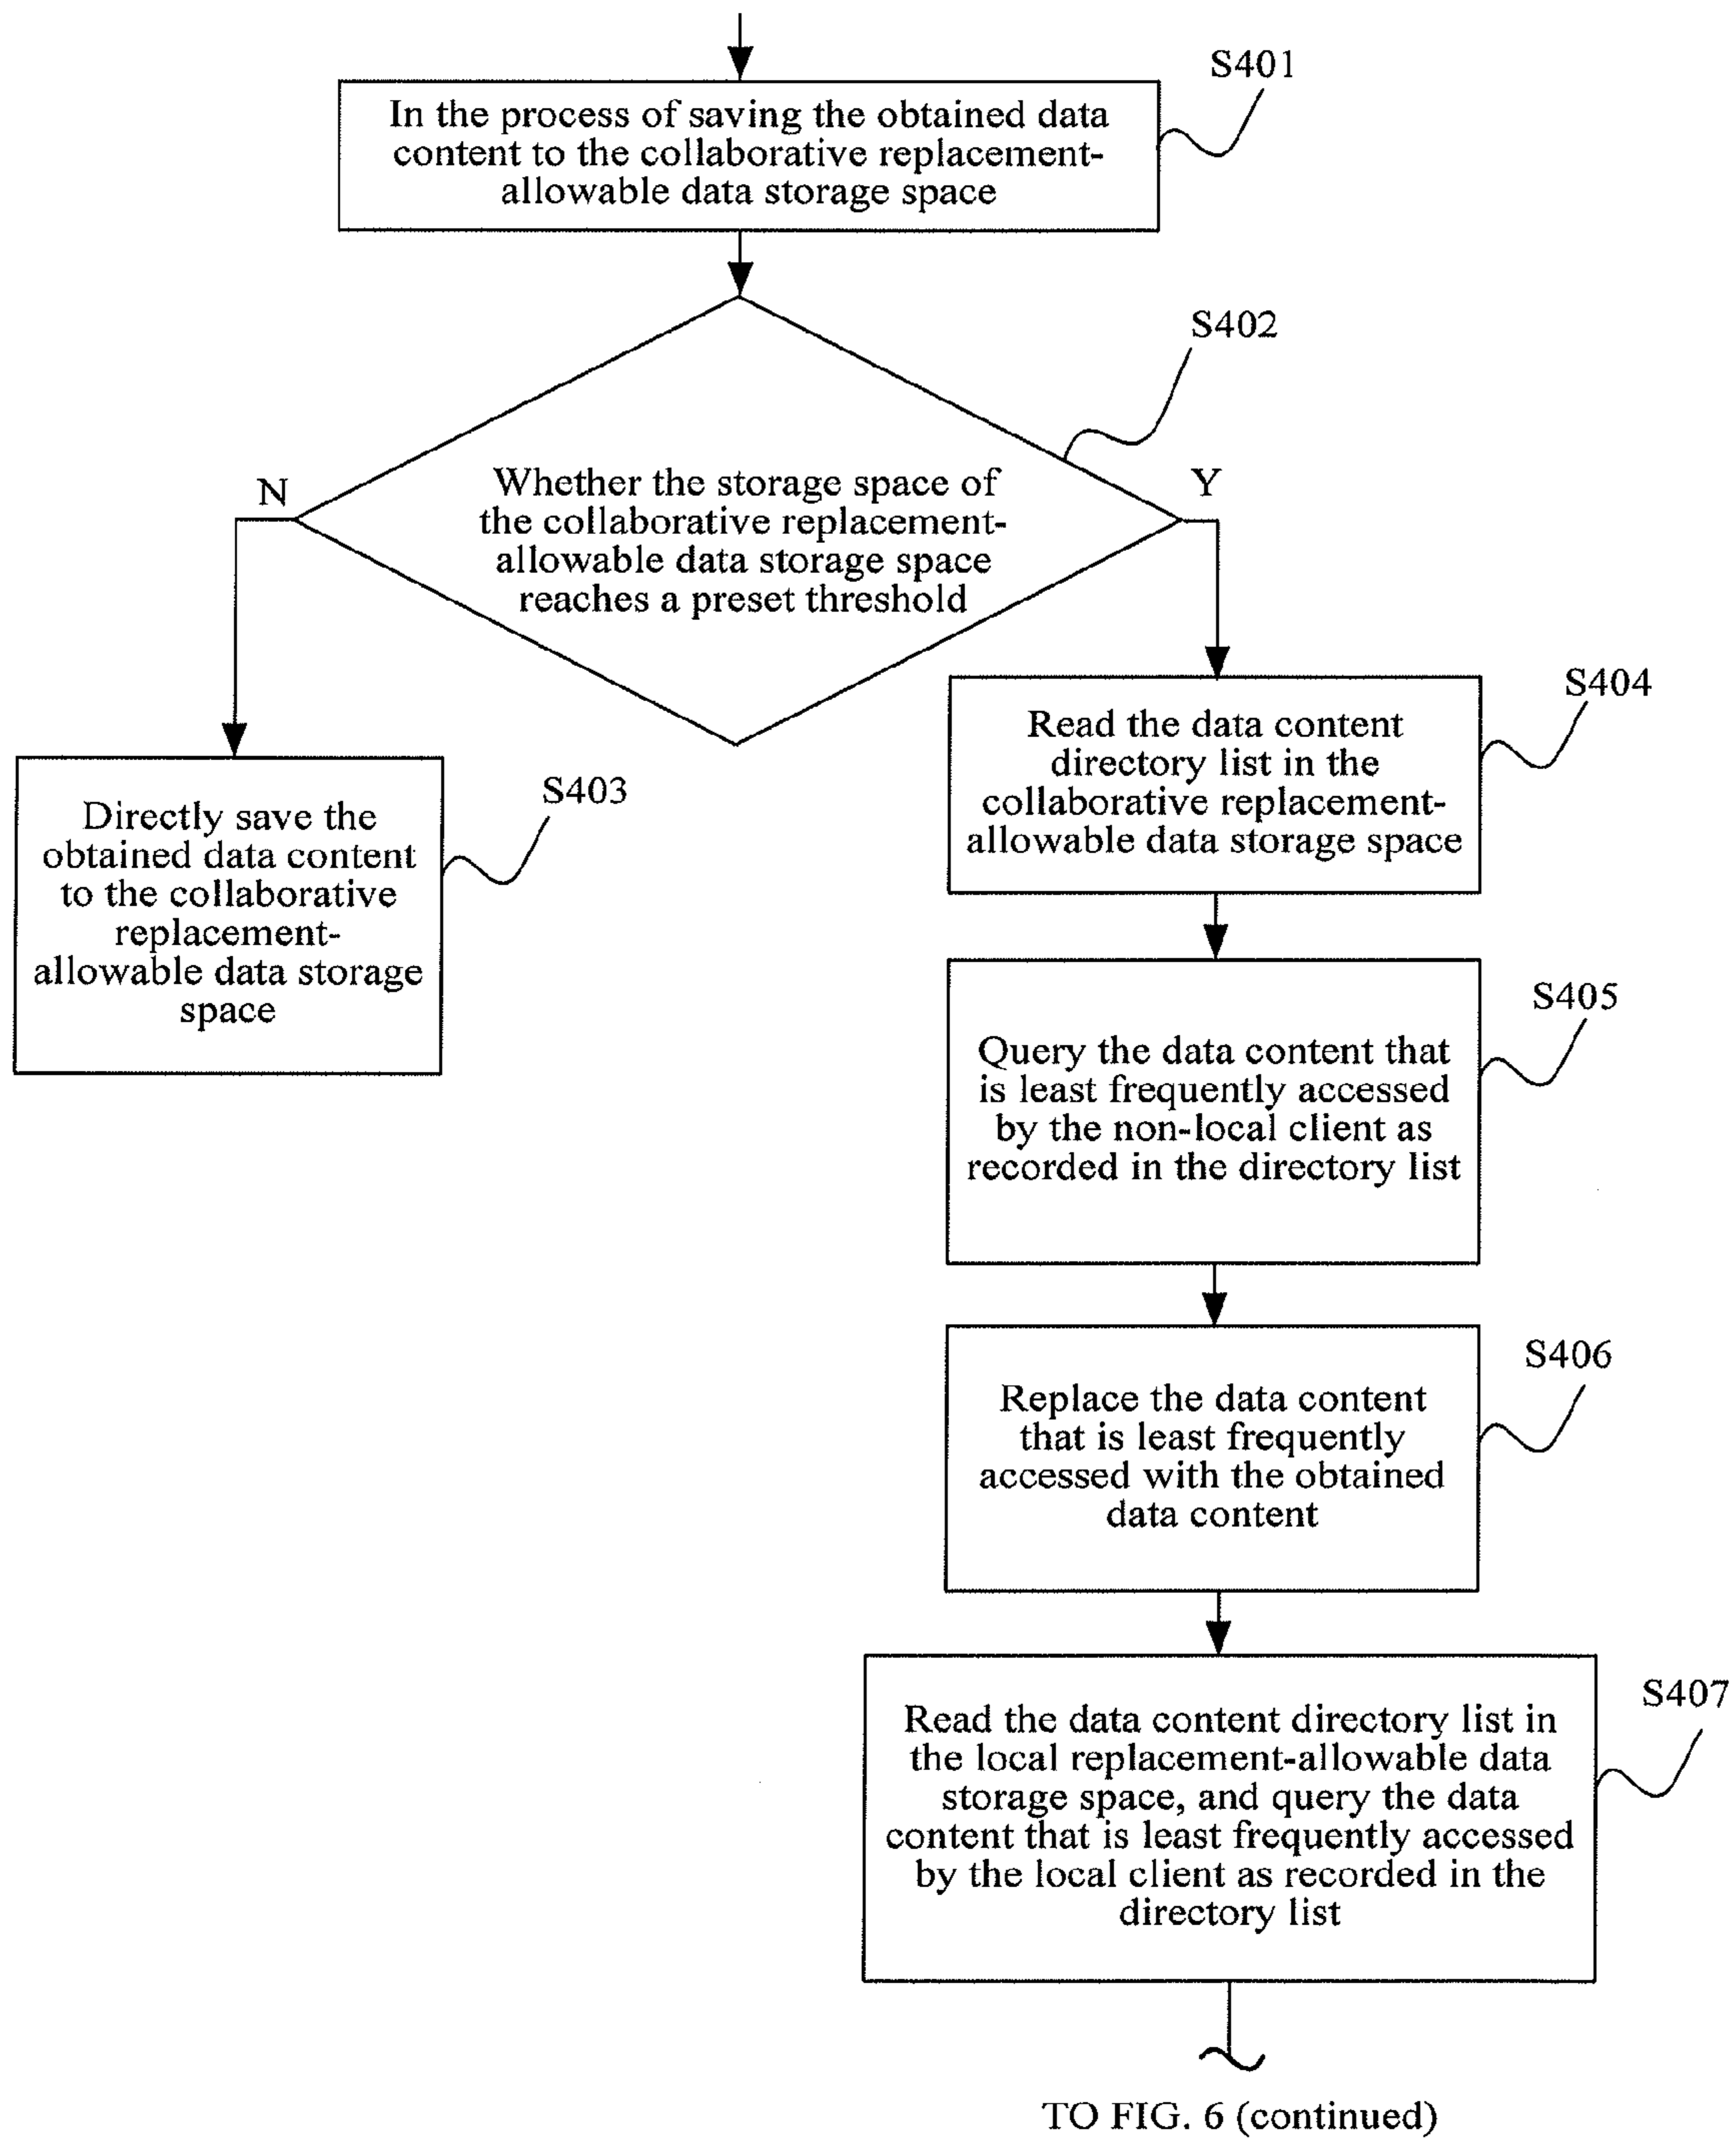 S401
In the process of saving the obtained data
content to the collaborative replacement-
allowable data storage space
S402
N
Y
Whether the storage space of
the collaborative replacement-
allowable data storage space
reaches a preset threshold
S404
Read the data content
directory list in the
collaborative replacement-
allowable data storage space
S403
Directly save the
obtained data content
to the collaborative
replacement-
allowable data storage
space
S405
Query the data content that
is least frequently accessed
by the non-local client as
recorded in the directory list
S406
Replace the data content
that is least frequently
accessed with the obtained
data content
S407
Read the data content directory list in
the local replacement-allowable data
storage space, and query the data
content that is least frequently accessed
by the local client as recorded in the
directory list
TO FIG. 6 (continued)